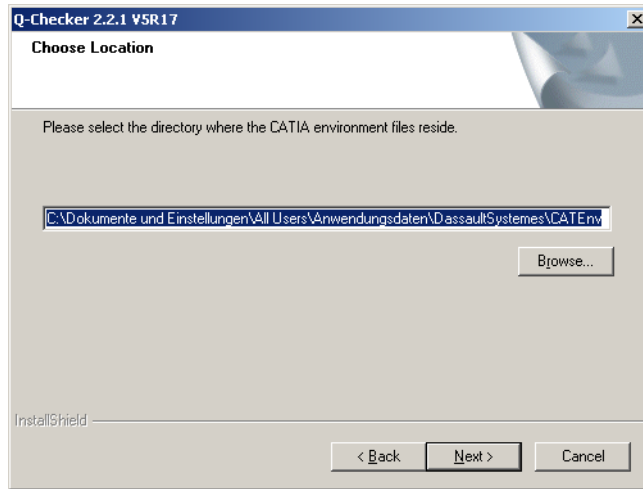 Q-Checker 2.2.1 V5R17
Choose Location
Please select the directory where the CATIA environment files reside.
C:\Dokumente und Einstellungen\All Users\Anwendungsdaten\DassaultSystemes\CATEnv
Browse...
InstallShield
< Back Next > Cancel